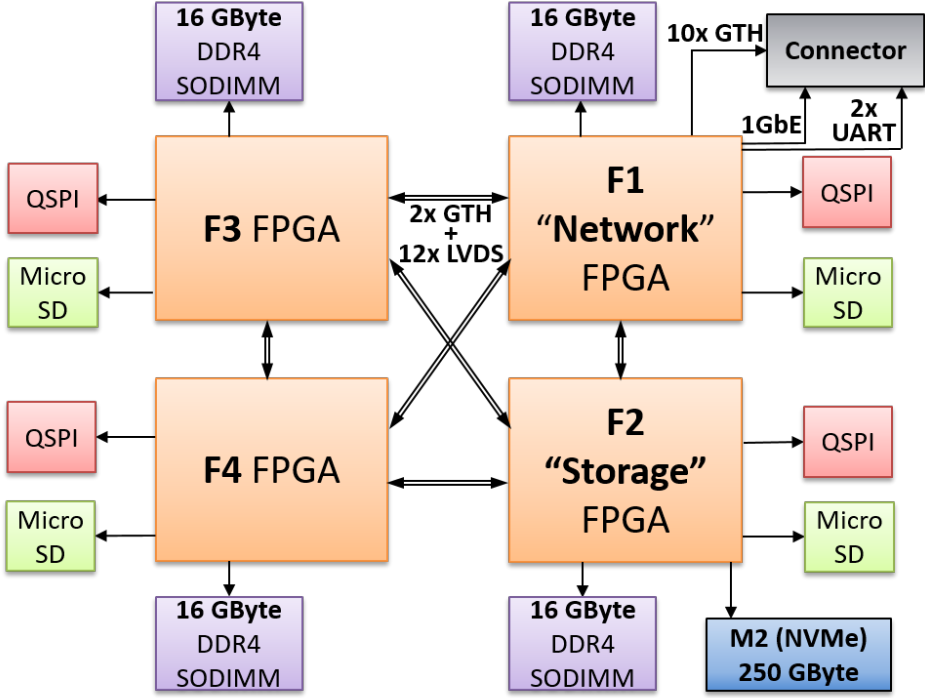 16 GByte
DDR4
SODIMM
16 GByte
DDR4
SODIMM
10x GTH
Connector
1GbE
2x
UART
QSPI
F3 FPGA
2x GTH
+
12x LVDS
F1
“Network”
FPGA
QSPI
Micro
SD
Micro
SD
QSPI
F4 FPGA
F2
“Storage”
FPGA
QSPI
Micro
SD
Micro
SD
16 GByte
DDR4
SODIMM
16 GByte
DDR4
SODIMM
M2 (NVMe)
250 GByte